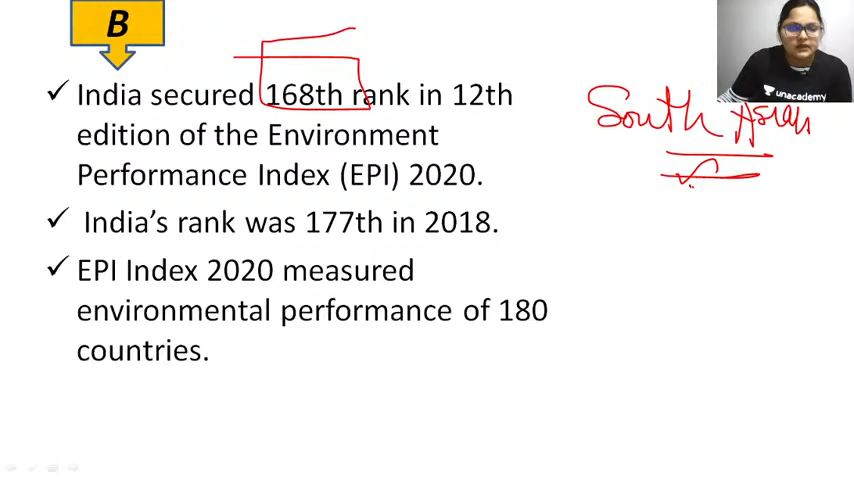 B
India secured 168th rank in 12th
edition of the Environment
Performance Index (EPI) 2020.
India’s rank was 177th in 2018.
EPI Index 2020 measured
environmental performance of 180
countries.
South Asian
unacademy